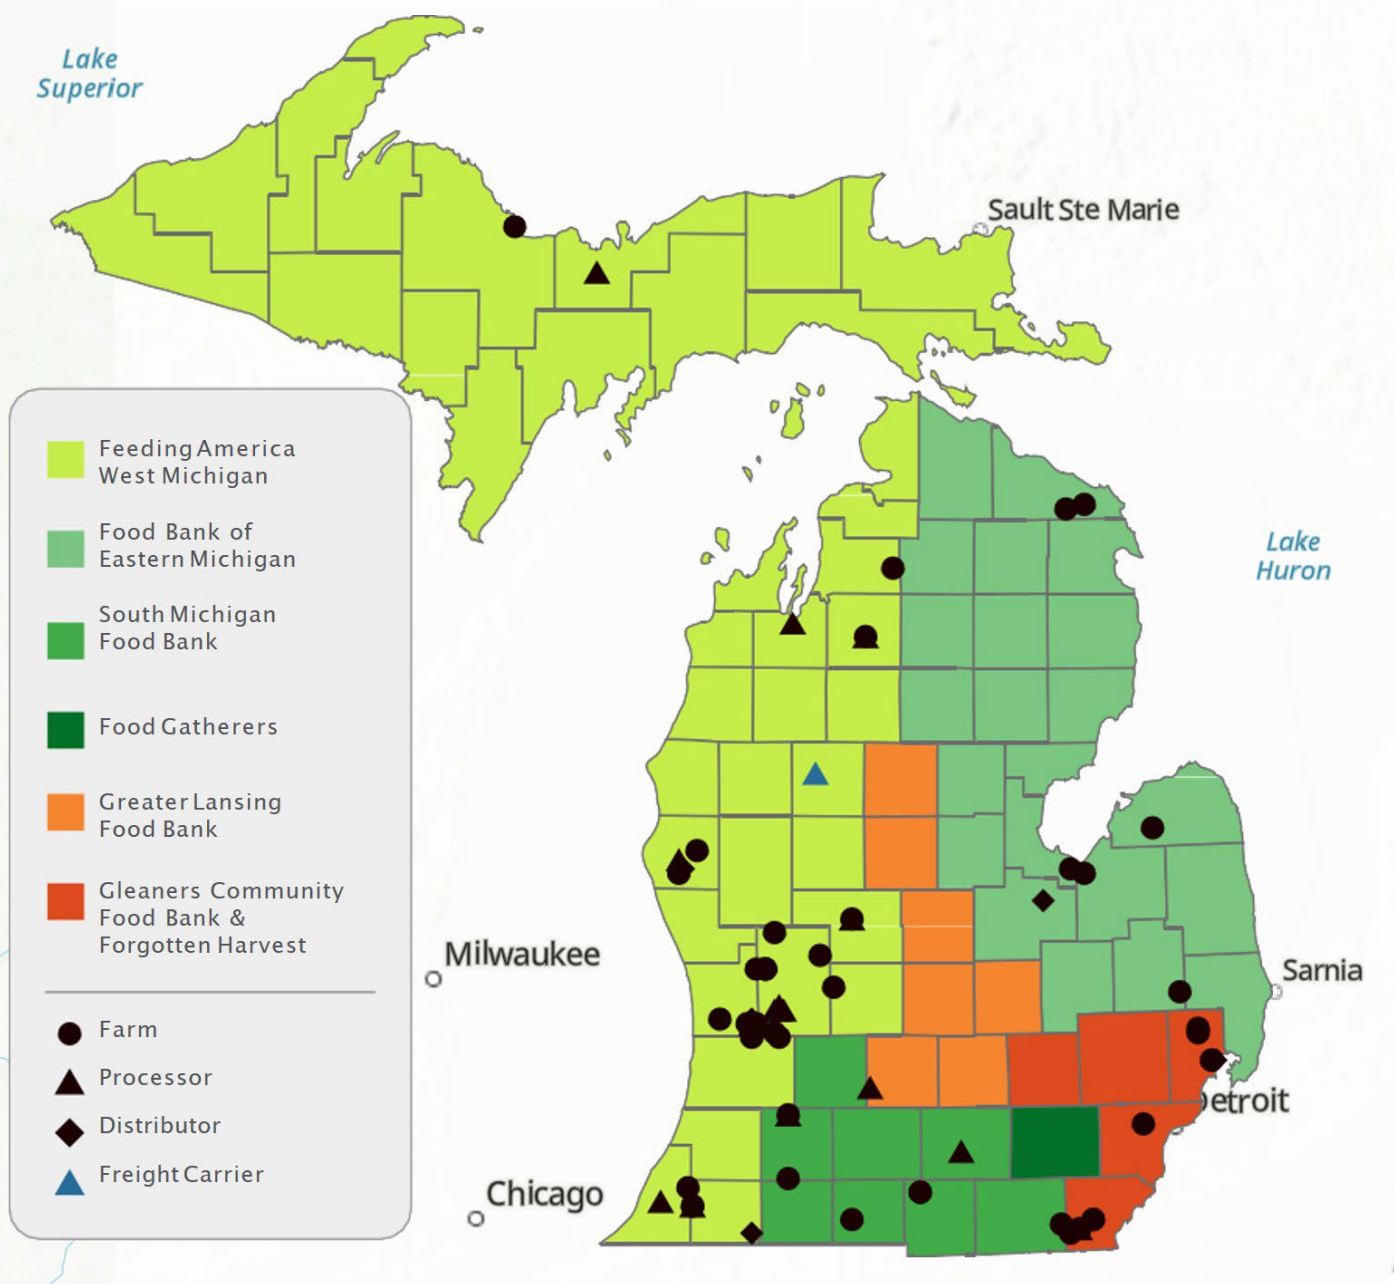 Lake
Superior
Sault Ste Marie
Feeding America
West Michigan
Food Bank of
Eastern Michigan
South Michigan
Food Bank
Food Gatherers
Greater Lansing
Food Bank
Gleaners Community
Food Bank &
Forgotten Harvest
Farm
Processor
Distributor
Freight Carrier
Lake
Huron
Milwaukee
Sarnia
etroit
Chicago